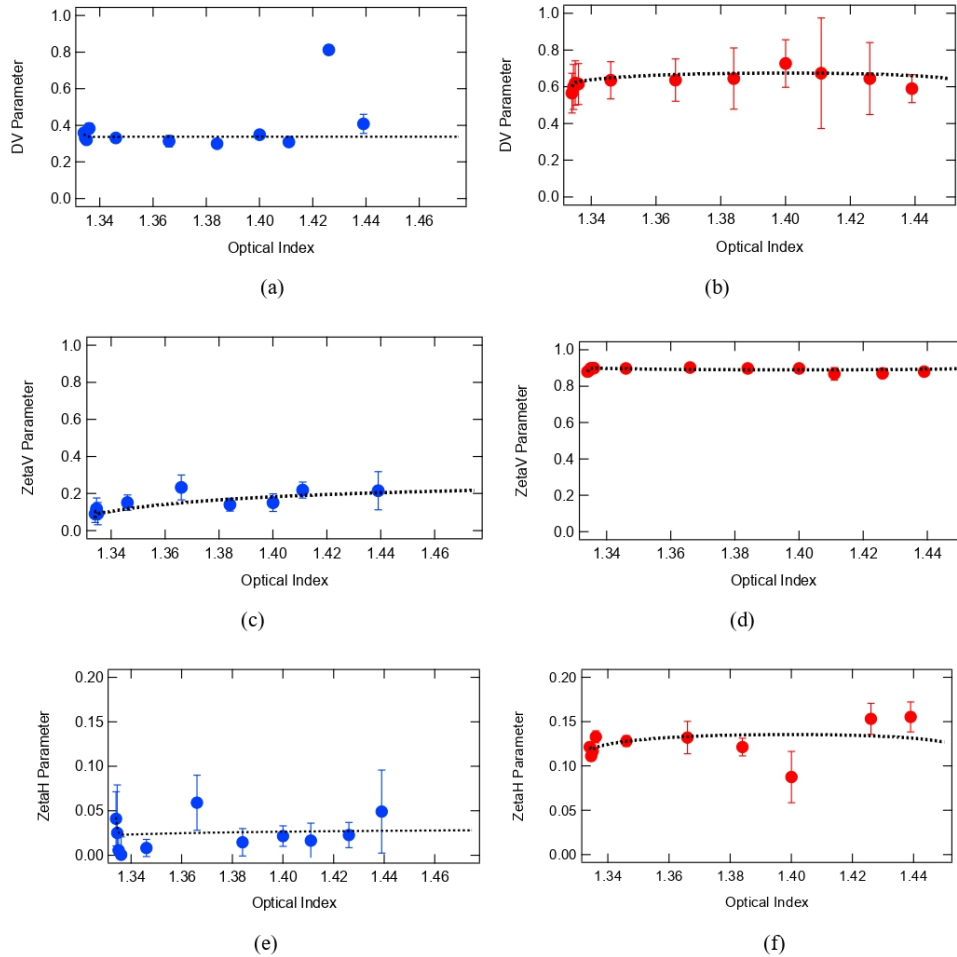 1.0
0.8
0.6
0.4
0.2
0.0
DV Parameter
1.34 1.36 1.38 1.40 1.42 1.44 1.46
Optical Index
(a)
1.0
0.8
0.6
0.4
0.2
0.0
DV Parameter
1.34 1.36 1.38 1.40 1.42 1.44
Optical Index
(b)
1.0
0.8
0.6
0.4
0.2
0.0
ZetaV Parameter
1.34 1.36 1.38 1.40 1.42 1.44 1.46
Optical Index
(c)
1.0
0.8
0.6
0.4
0.2
0.0
ZetaV Parameter
1.34 1.36 1.38 1.40 1.42 1.44
Optical Index
(d)
0.20
0.15
0.10
0.05
0.00
ZetaH Parameter
1.34 1.36 1.38 1.40 1.42 1.44 1.46
Optical Index
(e)
0.20
0.15
0.10
0.05
0.00
ZetaH Parameter
1.34 1.36 1.38 1.40 1.42 1.44
Optical Index
(f)